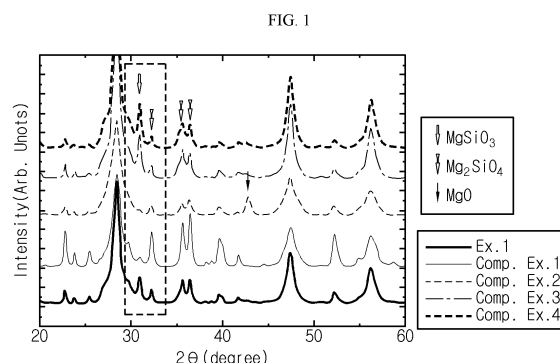 FIG. 1
Intensity(Arb. Unots)
MgSiO₃
Mg₂SiO₄
MgO
Ex.1
Comp. Ex.1
Comp. Ex.2
Comp. Ex.3
Comp. Ex.4
20 30 40 50 60
2Θ(degree)